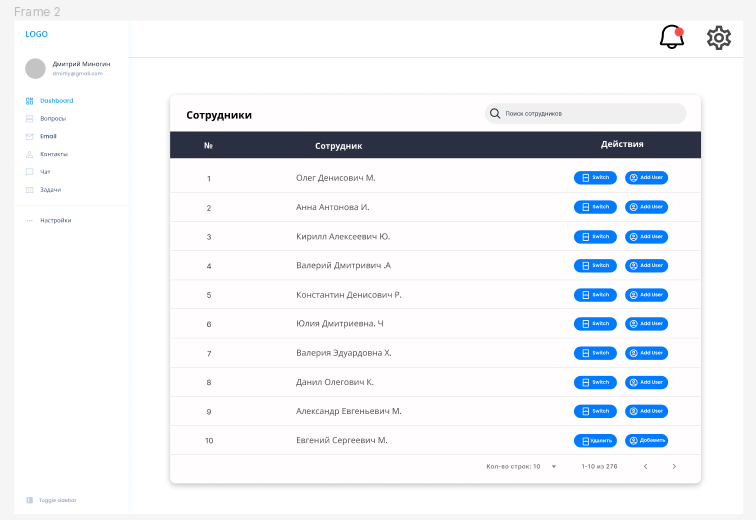 Frame 2
LOGO
Дмитрий Миногин
dmirtiy@gmail.com
Dashboard
Вопросы
Email
Контакты
Чат
Задачи
Настройки
Toggle sidebar
Сотрудники
Поиск сотрудников
№ Сотрудник Действия
1 Олег Денисович М. Switch Add User
2 Анна Антонова И. Switch Add User
3 Кирилл Алексеевич Ю. Switch Add User
4 Валерий Дмитривич .А Switch Add User
5 Константин Денисович Р. Switch Add User
6 Юлия Дмитриевна. Ч Switch Add User
7 Валерия Эдуардовна Х. Switch Add User
8 Данил Олегович К. Switch Add User
9 Александр Евгеньевич М. Switch Add User
10 Евгений Сергеевич М. Удалить Добавить
Кол-во строк: 10 1-10 из 276